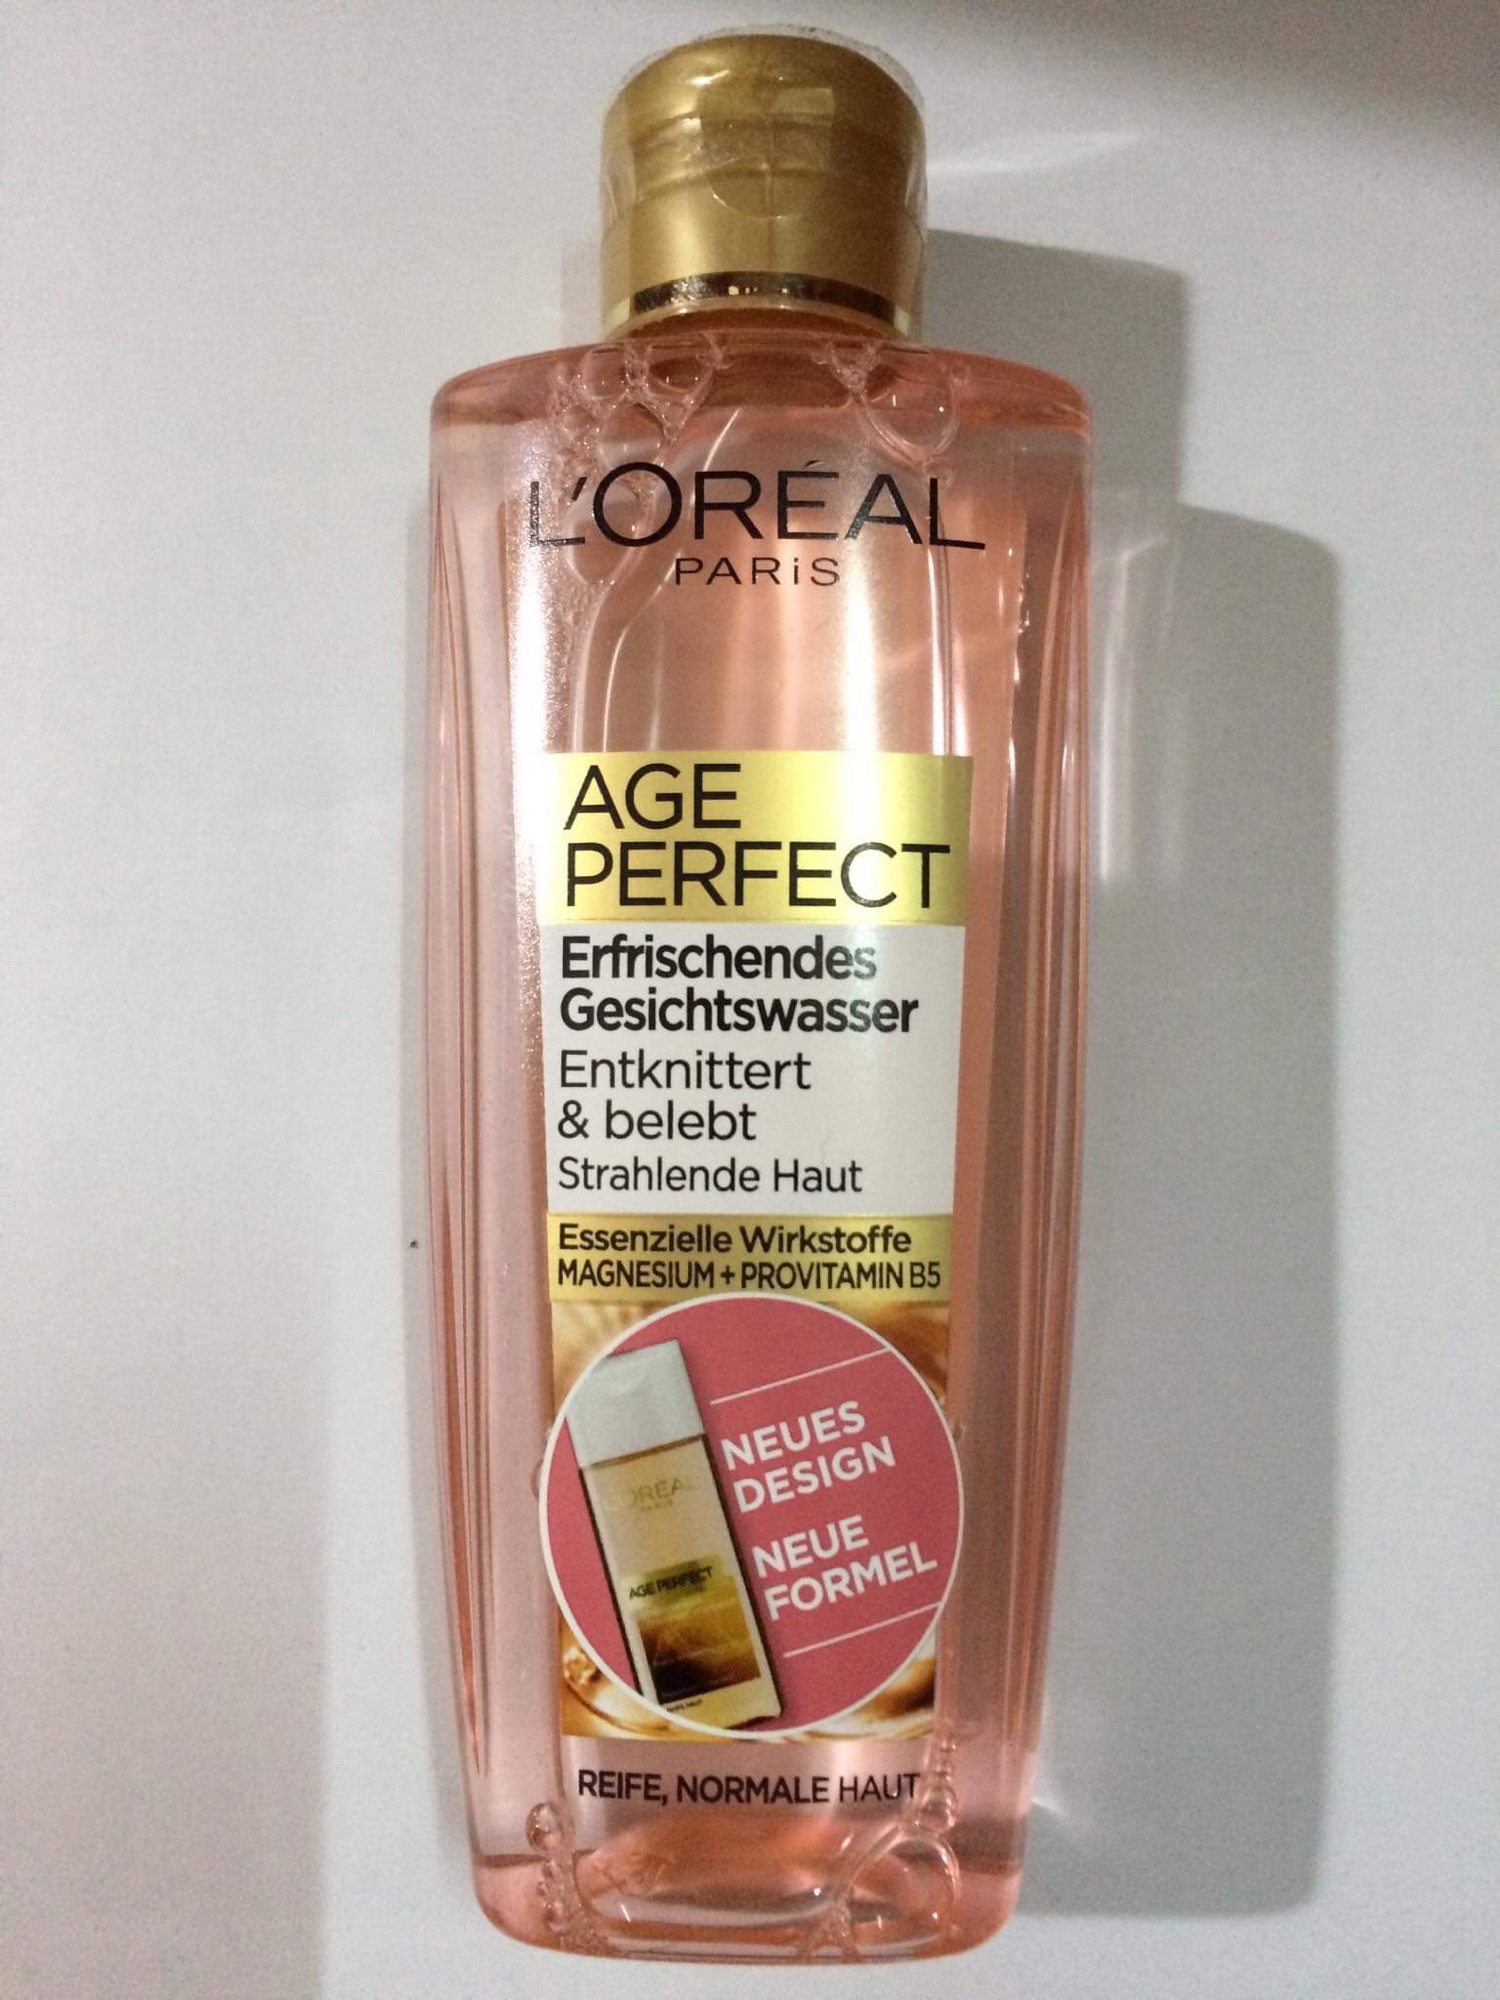 L'ORÉAL
PARiS
AGE
PERFECT
Erfrischendes
Gesichtswasser
Entknittert
& belebt
Strahlende Haut
Essenzielle Wirkstoffe
MAGNESIUM + PROVITAMIN B5
NEUES
DESIGN
NEUE
FORMEL
L'ORÉAL
PARIS
AGE PERFECT
REIFE, NORMALE HAUT